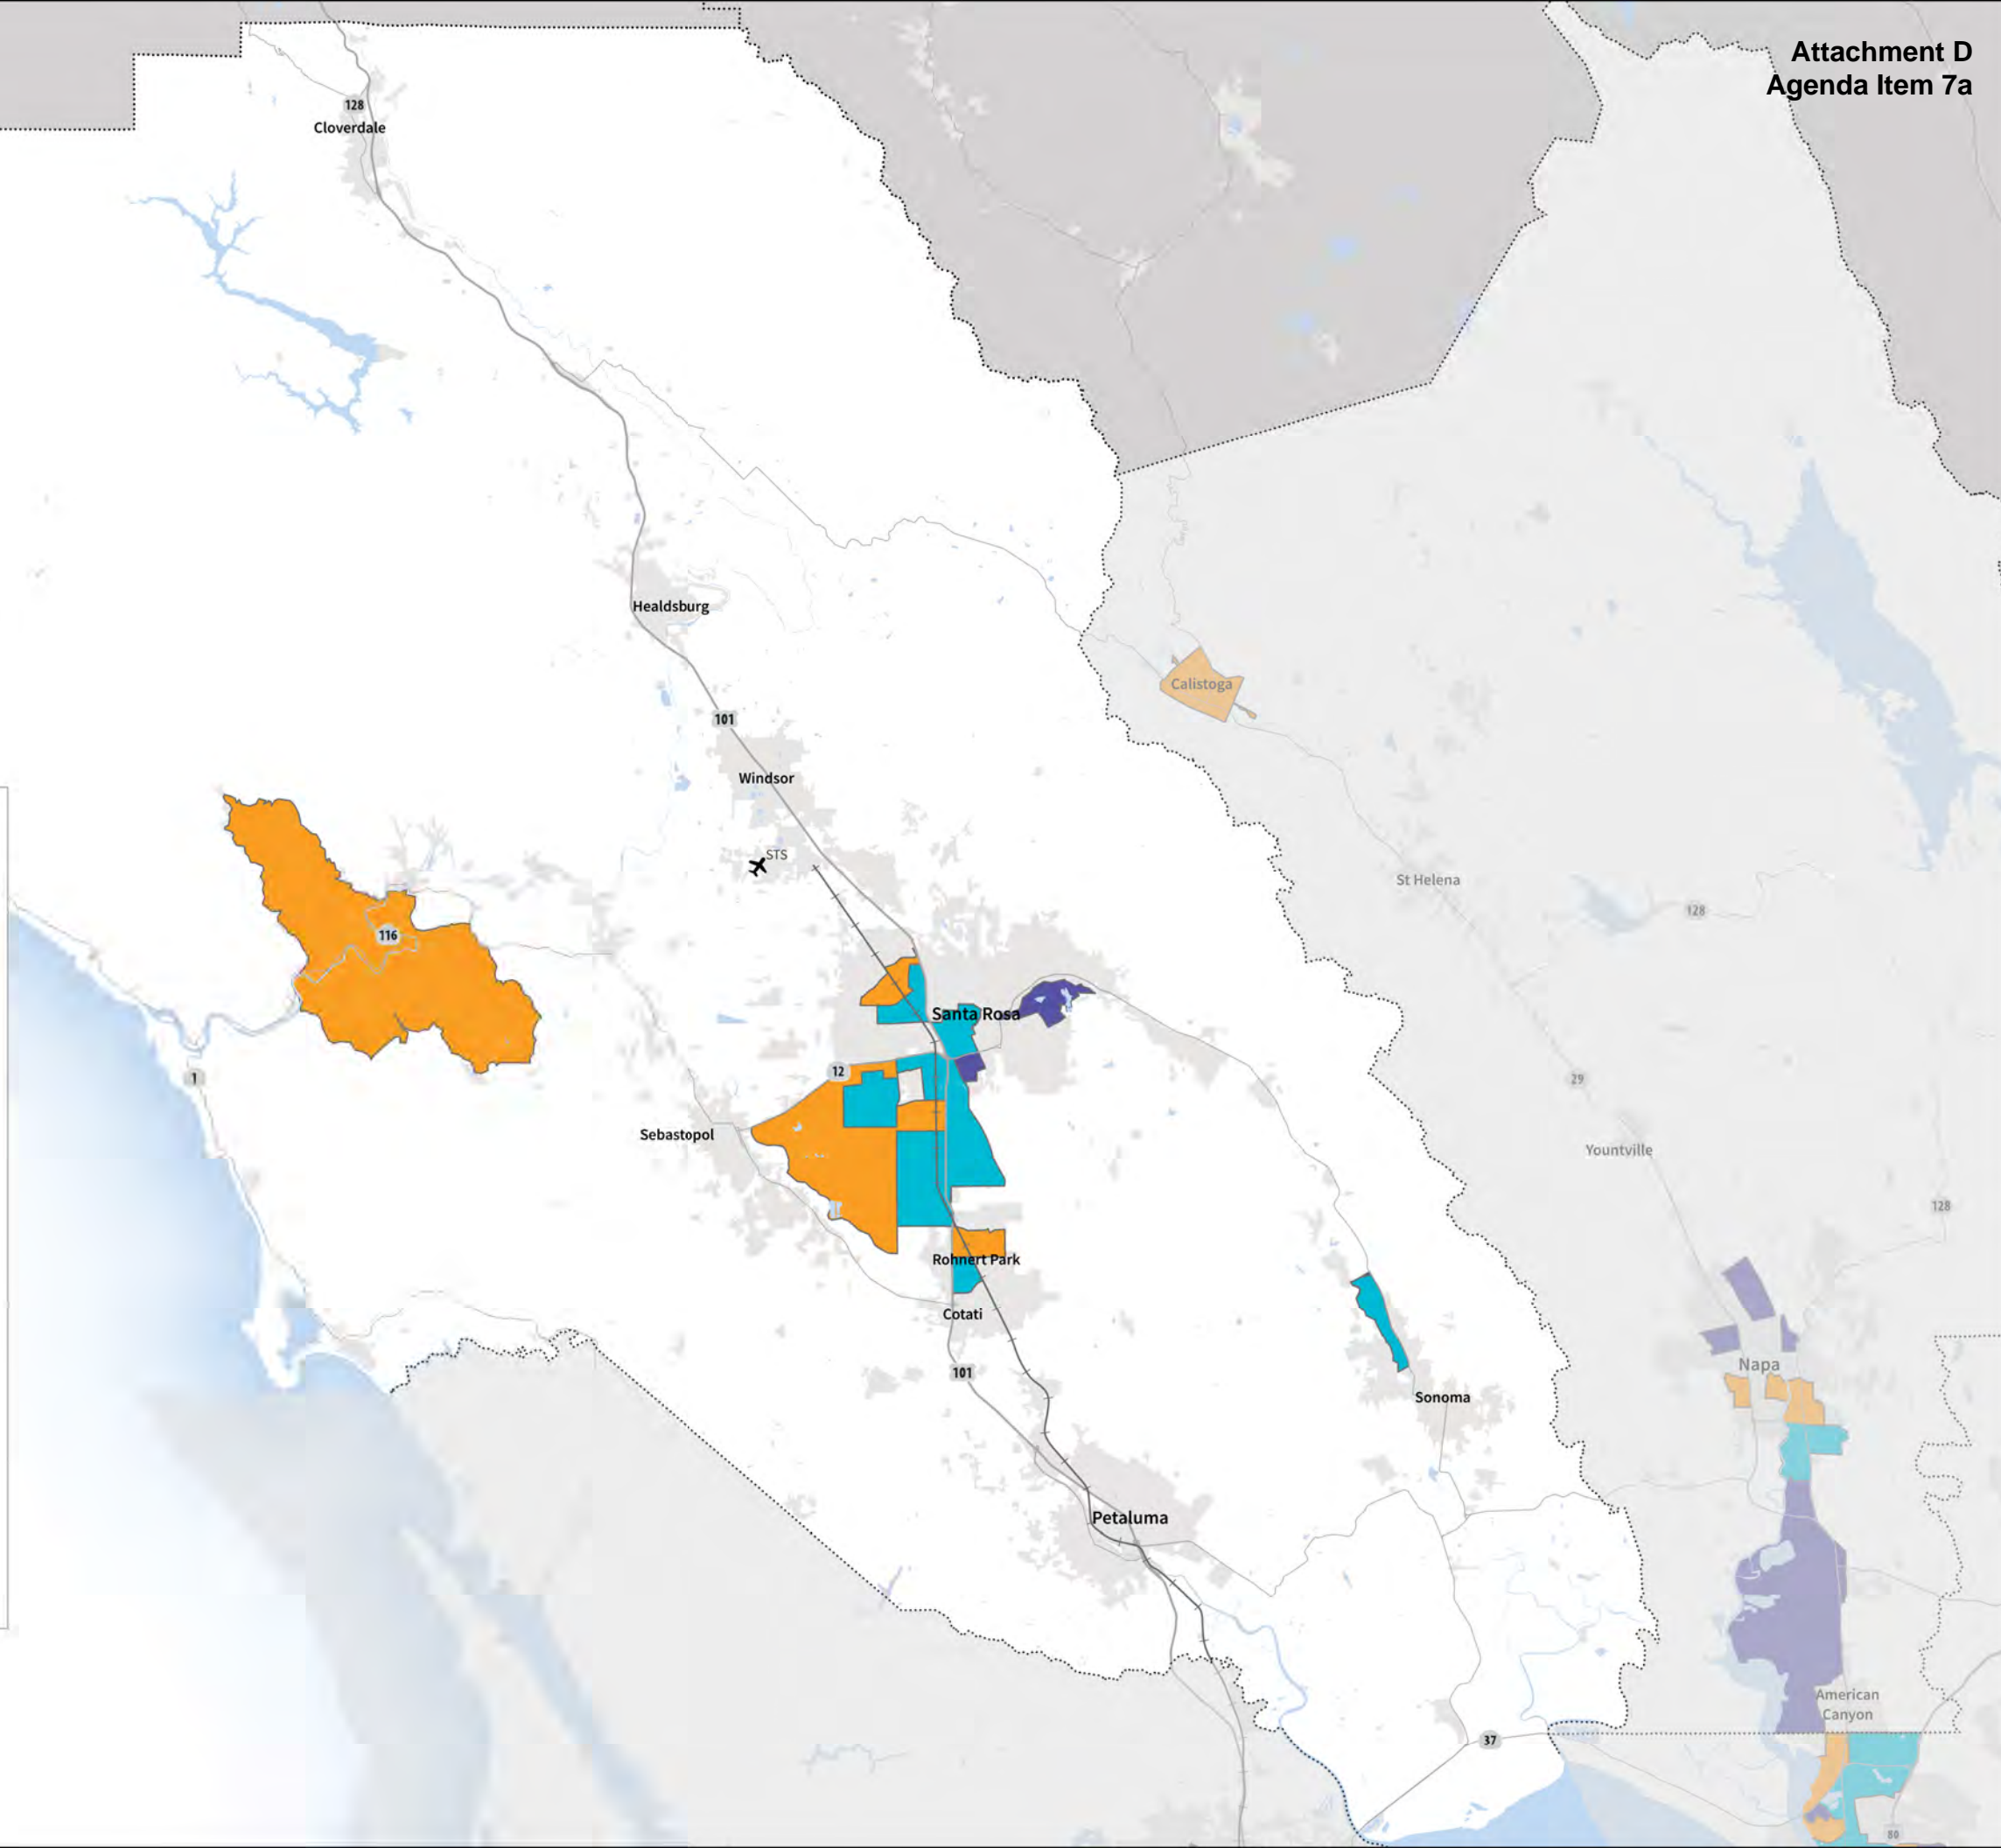 Attachment D
Agenda Item 7a
128
Cloverdale
Healdsburg
101
Calistoga
Windsor
STS
St Helena
128
116
Santa Rosa
12
1
29
Sebastopol
Yountville
128
Rohnert Park
Cotati
Napa
101
Sonoma
Petaluma
American
Canyon
37
80